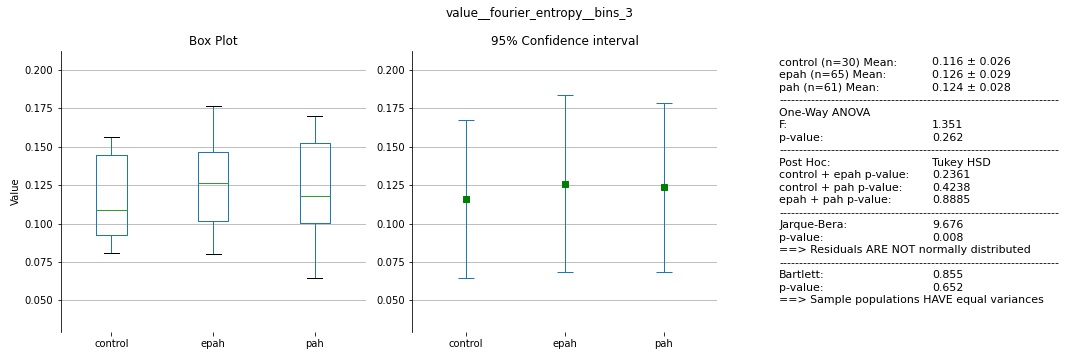 value__fourier_entropy__bins_3
Box Plot
0.200
0.175
0.150
0.125
0.100
0.075
0.050
Value
control
epah
pah
95% Confidence interval
0.200
0.175
0.150
0.125
0.100
0.075
0.050
control
epah
pah
control (n=30) Mean: 0.116 ± 0.026
epah (n=65) Mean: 0.126 ± 0.029
pah (n=61) Mean: 0.124 ± 0.028
One-Way ANOVA
F: 1.351
p-value: 0.262
Post Hoc: Tukey HSD
control + epah p-value: 0.2361
control + pah p-value: 0.4238
epah + pah p-value: 0.8885
Jarque-Bera: 9.676
p-value: 0.008
==> Residuals ARE NOT normally distributed
Bartlett: 0.855
p-value: 0.652
==> Sample populations HAVE equal variances